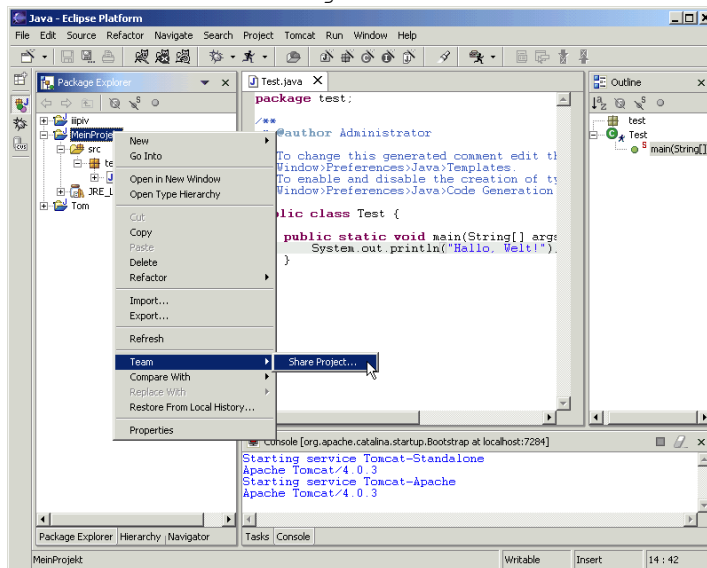 Java - Eclipse Platform
File Edit Source Refactor Navigate Search Project Tomcat Run Window Help
Package Explorer
iipiv
MeinProje
src
te
J
JRE_L
Tom
New
Go Into
Open in New Window
Open Type Hierarchy
Cut
Copy
Paste
Delete
Refactor
Import...
Export...
Refresh
Team
Compare With
Replace With
Restore From Local History...
Properties
Share Project...
Test.java
package test;
/**
@author Administrator
To change this generated comment edit th
Window>Preferences>Java>Templates.
To enable and disable the creation of ty
Window>Preferences>Java>Code Generation
lic class Test {
public static void main(String[] args
System.out.println("Hallo, Welt!")
}
Outline
test
Test
main(String[]
Console [org.apache.catalina.startup.Bootstrap at localhost:7284]
Starting service Tomcat-Standalone
Apache Tomcat/4.0.3
Starting service Tomcat-Apache
Apache Tomcat/4.0.3
Package Explorer Hierarchy Navigator
Tasks Console
MeinProjekt
Writable
Insert
14 : 42